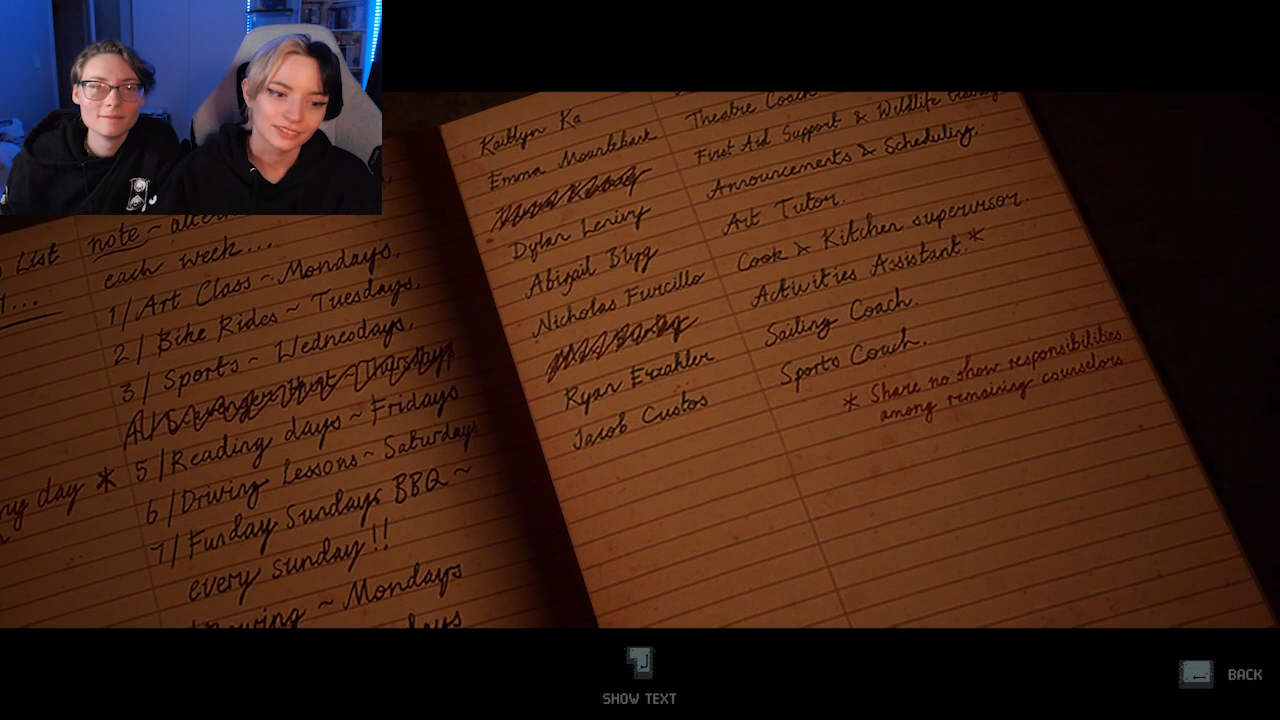 List
note ~
each week...
1/ Art Class ~ Mondays,
2/ Bike Rides ~ Tuesdays,
3/ Sports ~ Wednedays,
5/ Reading days ~ Fridays
day * 6/ Driving Lessons ~ Saturdays
7/ Funday Sundays BBQ ~
every sunday!!
~ Mondays
Kaitlyn Ka
Theatre Coach
Emma Mountebank
First Aid Support & Wildlife
Announcements & Scheduling.
Dylan Lenivy
Art Tutor.
Abigail Blyg
Cook & Kitchen supervisor.
Nicholas Furcillo
Activities Assistant. *
Sailing Coach.
Ryan Erzahler
Sports Coach.
Jacob Custos
* Share no show responsibilities
among remaining counselors
SHOW TEXT
BACK